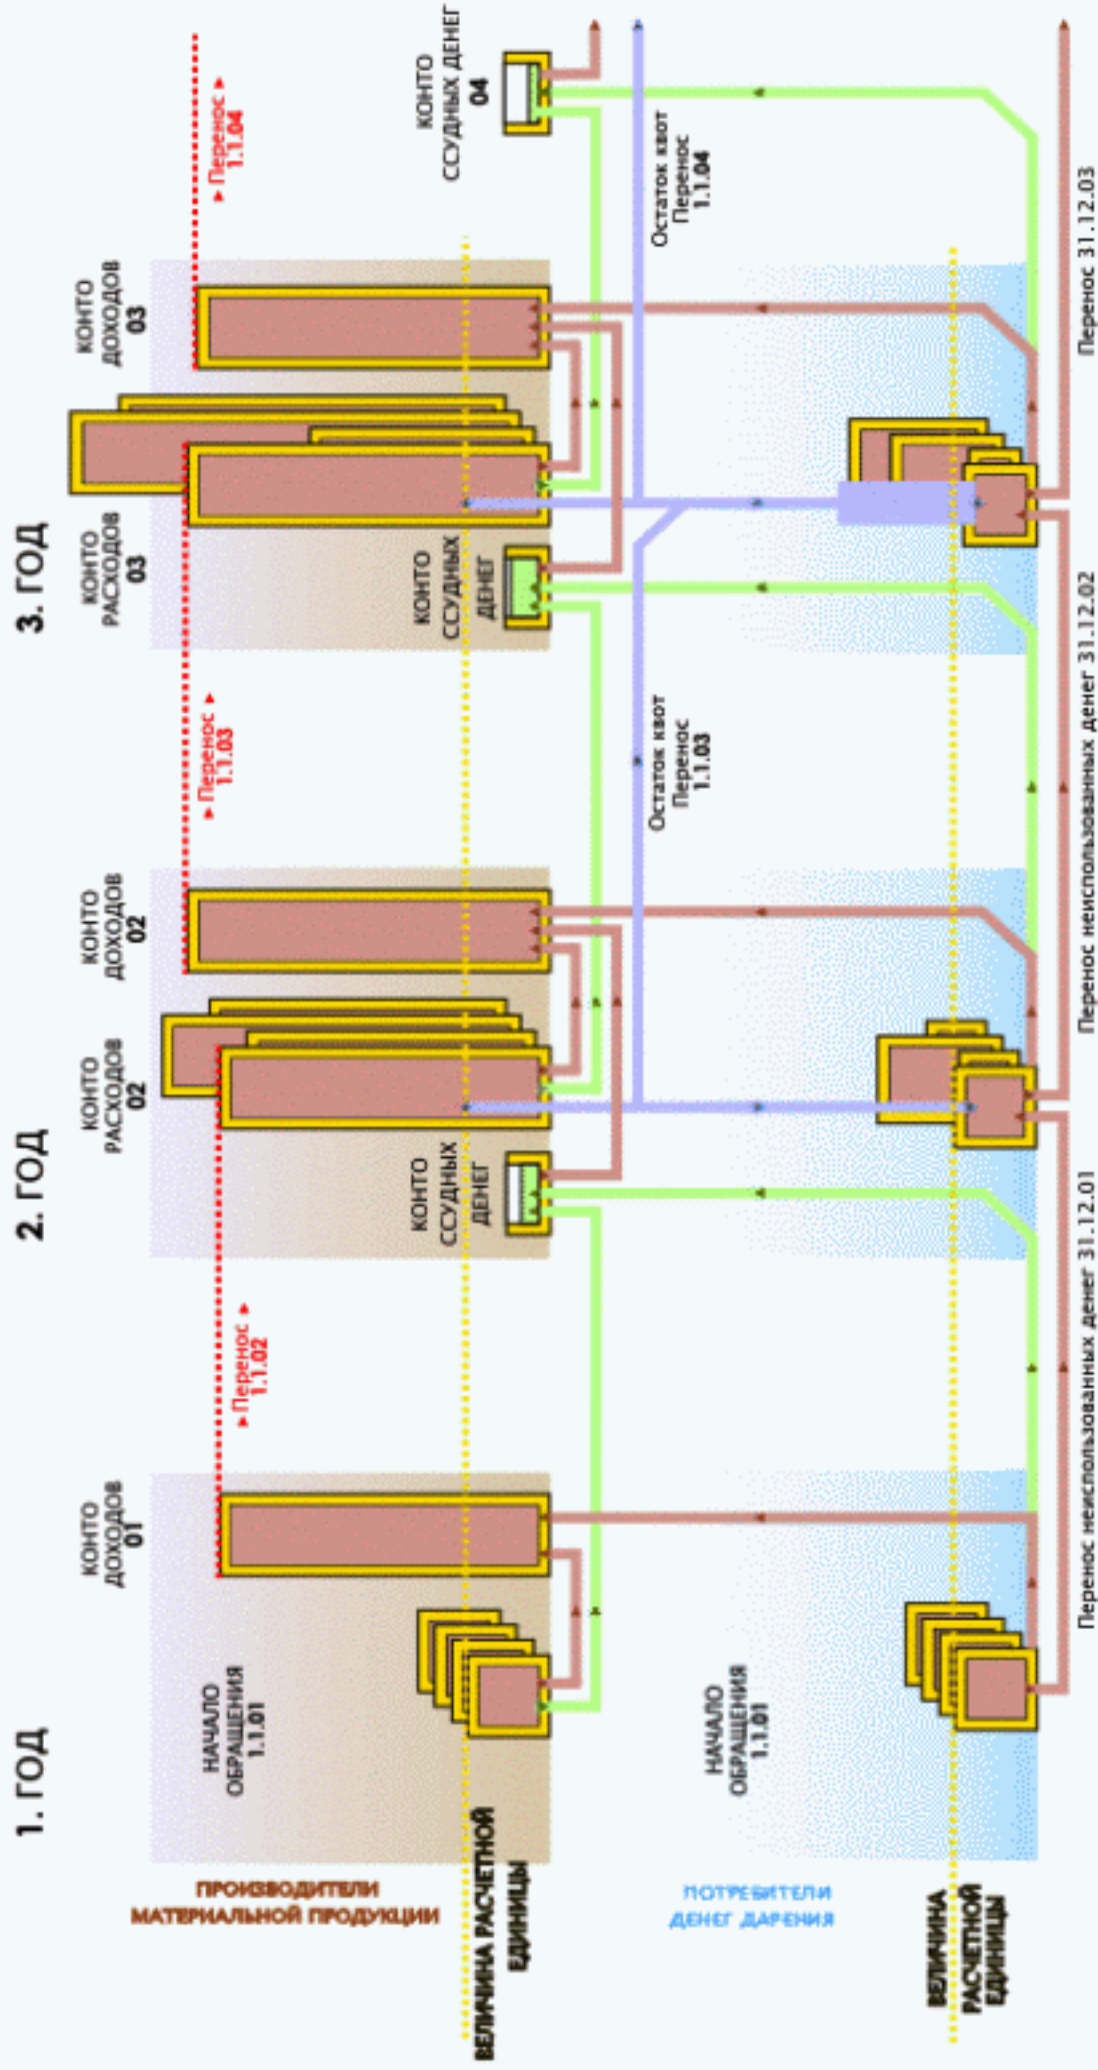 1. ГОД
2. ГОД
3. ГОД
КОНТО
ДОХОДОВ
01
КОНТО
РАСХОДОВ
02
КОНТО
ДОХОДОВ
02
КОНТО
РАСХОДОВ
03
КОНТО
ДОХОДОВ
03
Перенос
1.1.02
Перенос
1.1.03
Перенос
1.1.04
НАЧАЛО
ОБРАЩЕНИЯ
1.1.01
КОНТО
ССУДНЫХ
ДЕНЕГ
КОНТО
ССУДНЫХ
ДЕНЕГ
КОНТО
ССУДНЫХ ДЕНЕГ
04
ПРОИЗВОДИТЕЛИ
МАТЕРИАЛЬНОЙ ПРОДУКЦИИ
ВЕЛИЧИНА РАСЧЕТНОЙ
ЕДИНИЦЫ
Остаток квот
Перенос
1.1.03
Остаток квот
Перенос
1.1.04
НАЧАЛО
ОБРАЩЕНИЯ
1.1.01
ПОТРЕБИТЕЛИ
ДЕНЕГ ДАРЕНИЯ
ВЕЛИЧИНА
РАСЧЕТНОЙ
ЕДИНИЦЫ
Перенос неиспользованных денег 31.12.01
Перенос неиспользованных денег 31.12.02
Перенос 31.12.03